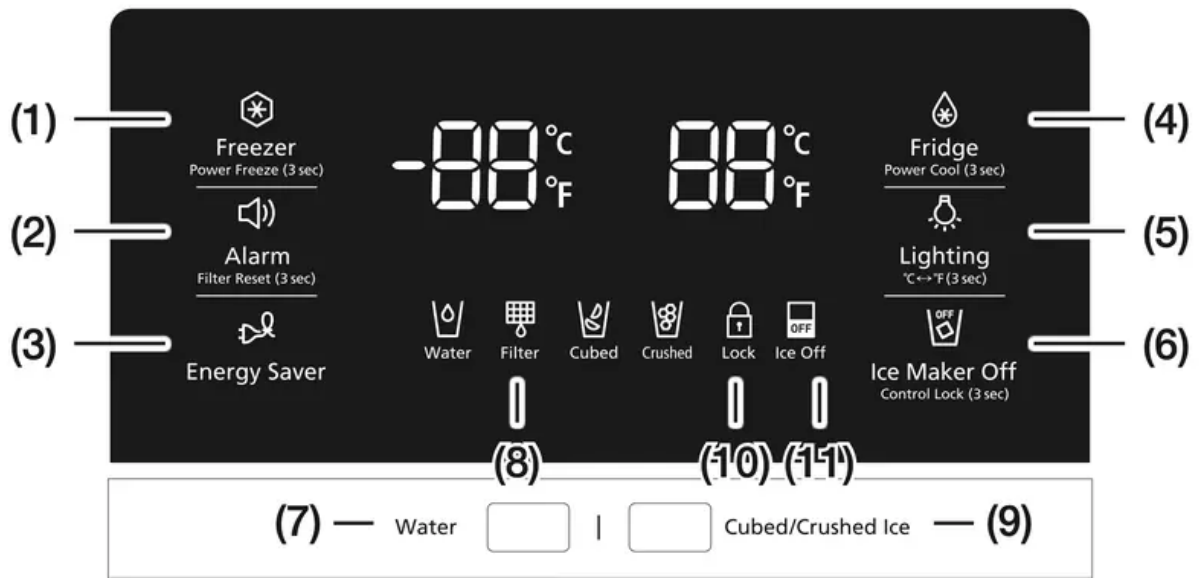 (1)
Freezer
Power Freeze (3 sec)
(2)
Alarm
Filter Reset (3 sec)
(3)
Energy Saver
-88 °C °F
88 °C °F
(4)
Fridge
Power Cool (3 sec)
(5)
Lighting
℃↔℉ (3 sec)
(6)
OFF
Ice Maker Off
Control Lock (3 sec)
OFF
Water Filter Cubed Crushed Lock Ice Off
(8) (10) (11)
(7) Water | Cubed/Crushed Ice (9)